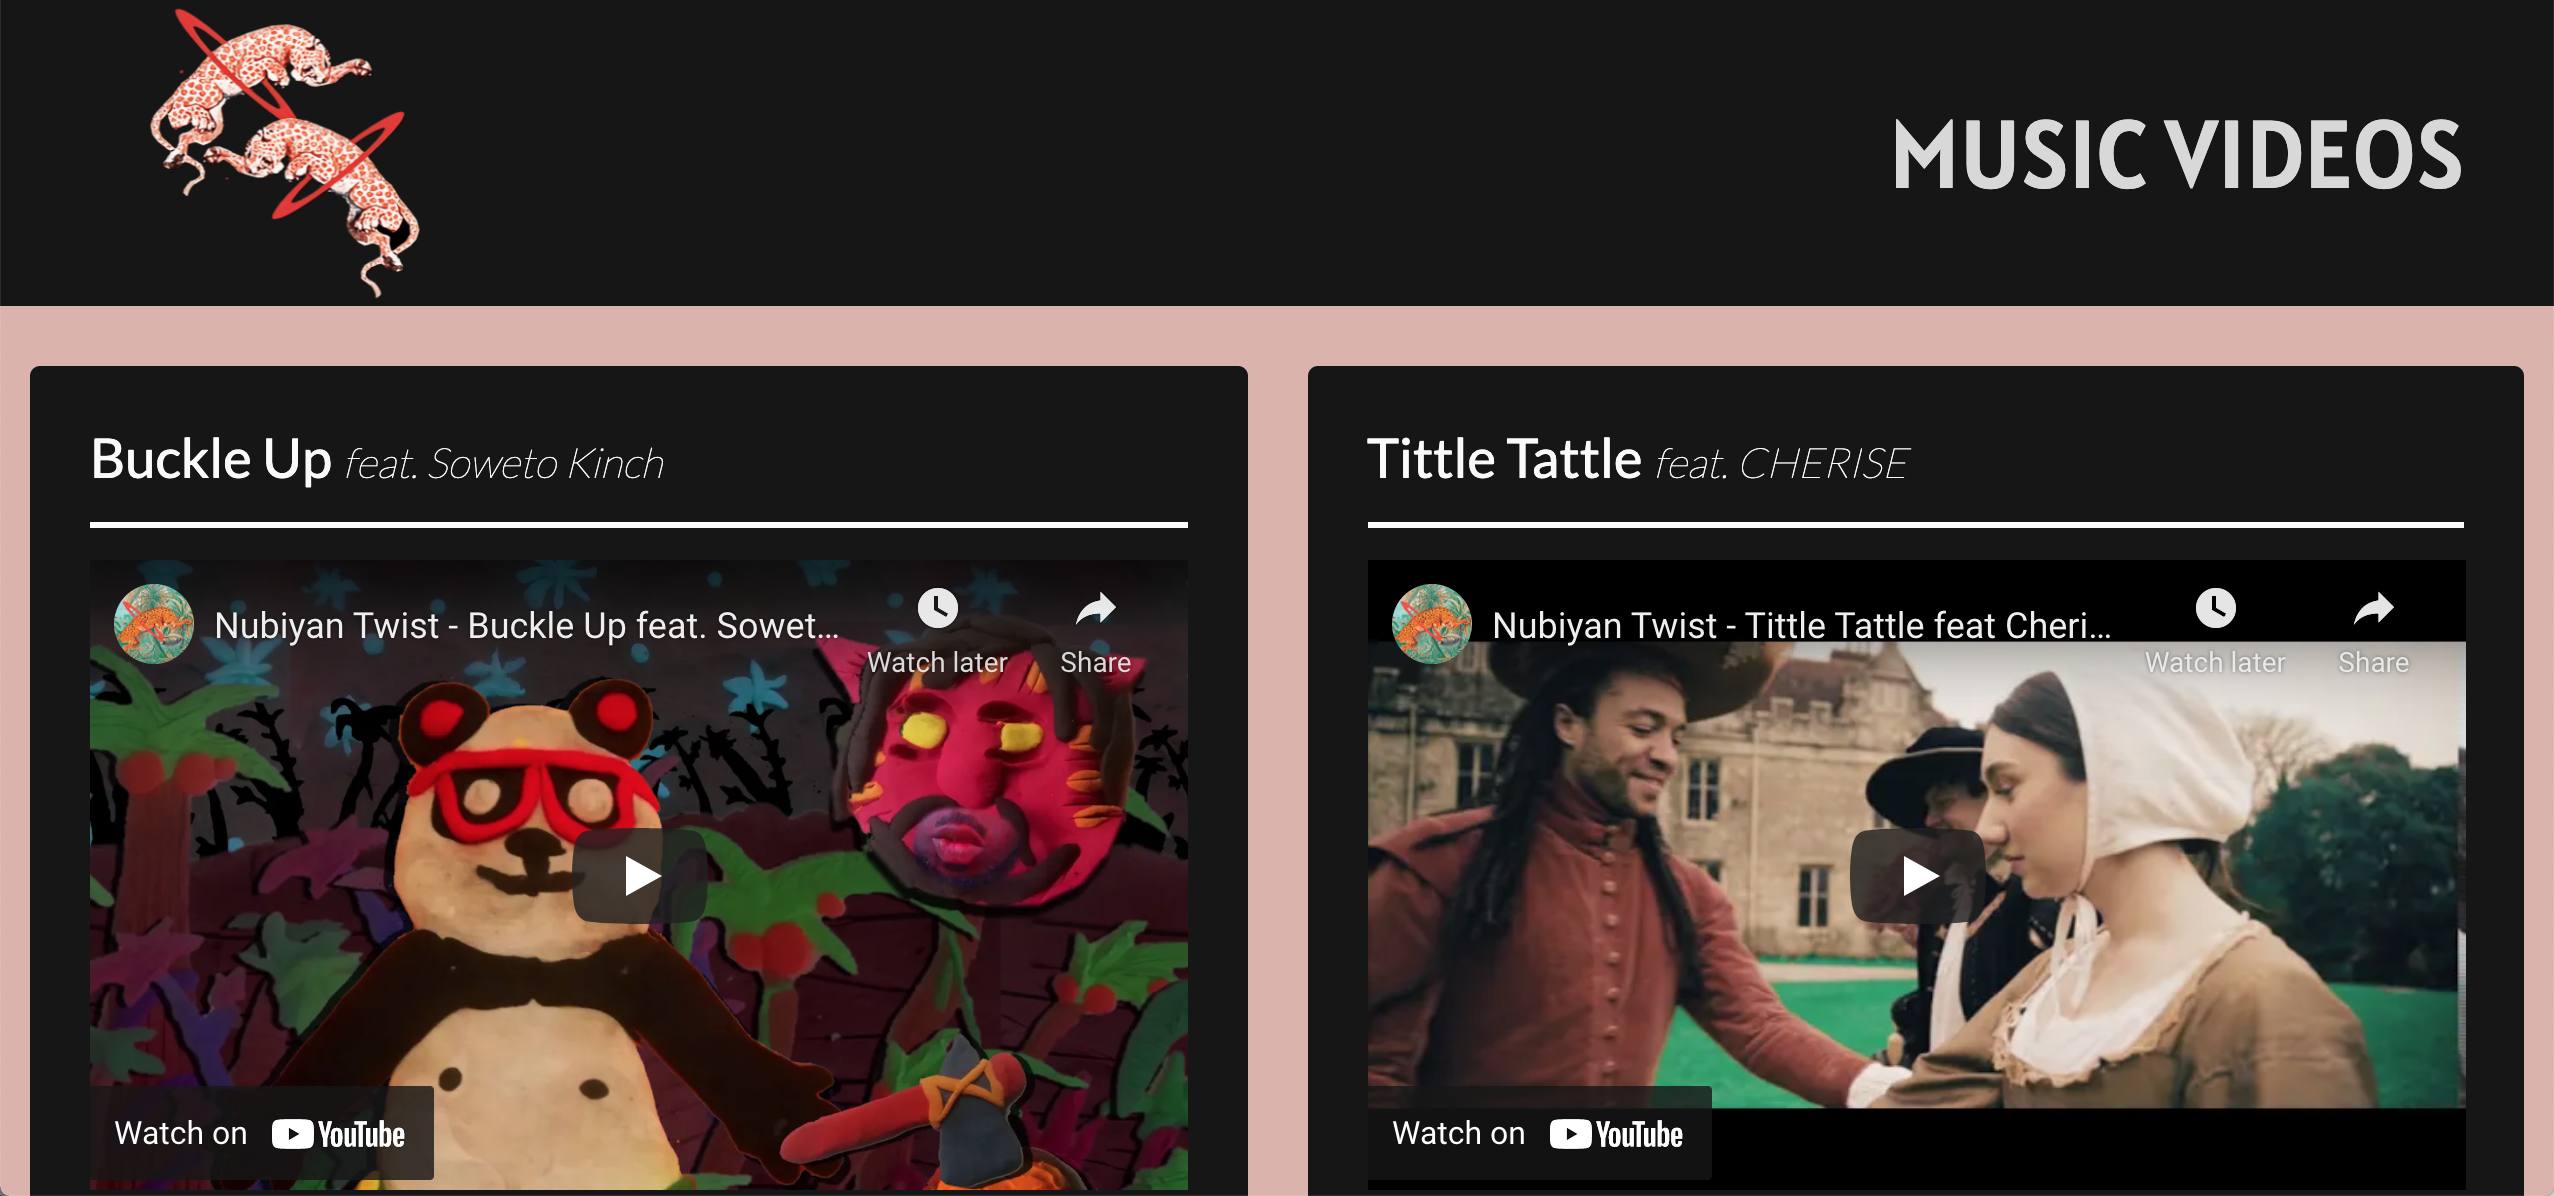 MUSIC VIDEOS
Buckle Up feat. Soweto Kinch
Nubiyan Twist - Buckle Up feat. Sowet...
Watch later
Share
Watch on YouTube
Tittle Tattle feat. CHERISE
Nubiyan Twist - Tittle Tattle feat Cheri...
Watch later
Share
Watch on YouTube